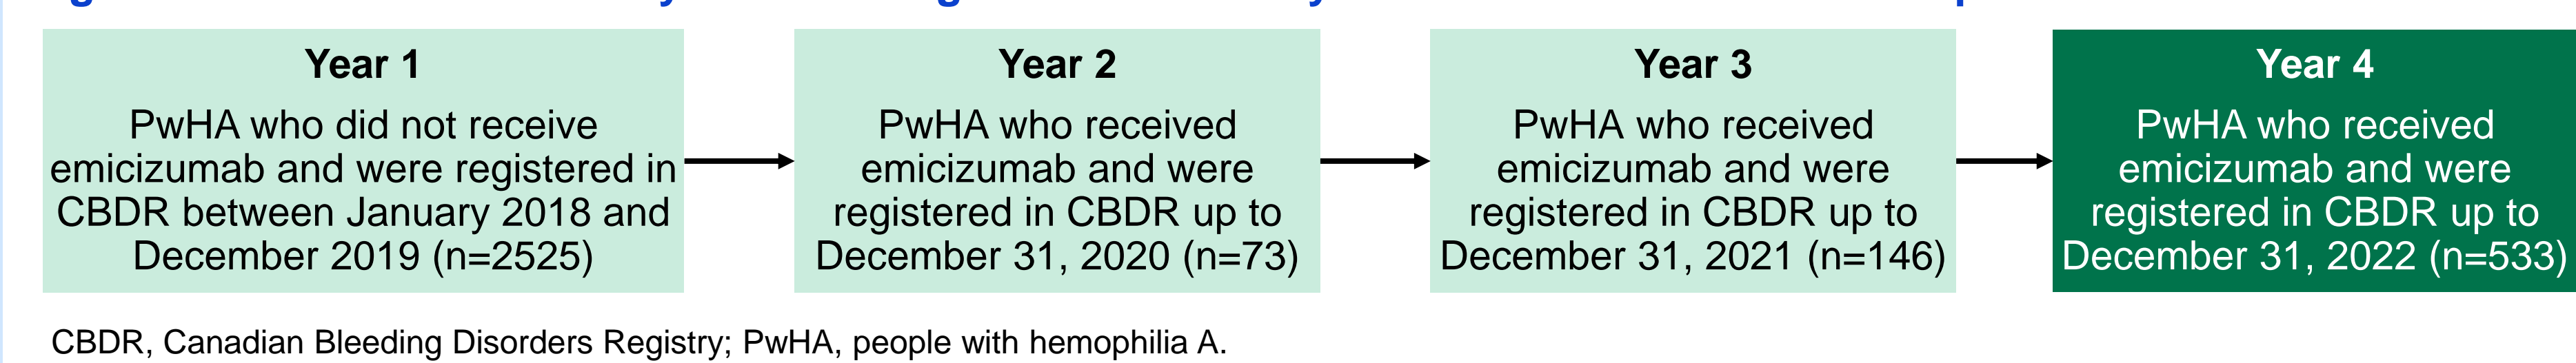 Year 1
PwHA who did not receive
emicizumab and were registered in
CBDR between January 2018 and
December 2019 (n=2525)
Year 2
PwHA who received
emicizumab and were
registered in CBDR up to
December 31, 2020 (n=73)
Year 3
PwHA who received
emicizumab and were
registered in CBDR up to
December 31, 2021 (n=146)
Year 4
PwHA who received
emicizumab and were
registered in CBDR up to
December 31, 2022 (n=533)
CBDR, Canadian Bleeding Disorders Registry; PwHA, people with hemophilia A.